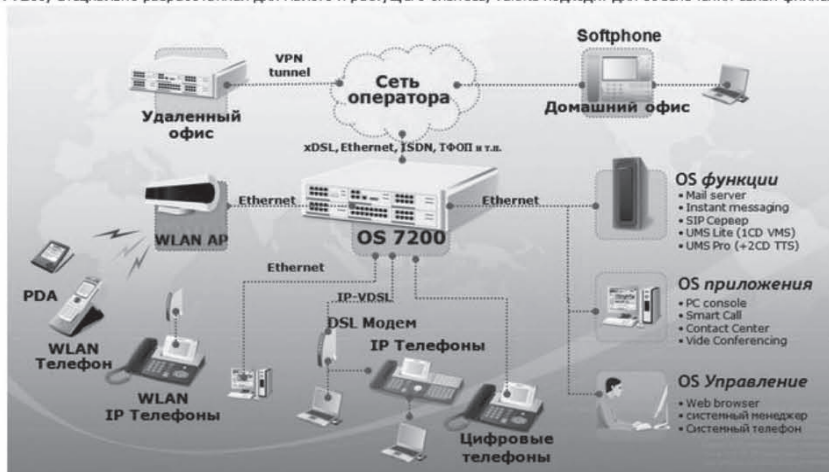 Softphone
VPN
tunnel
Сеть
оператора
Удаленный
офис
Домашний офис
xDSL, Ethernet, ISDN, ТФОП и т.п.
Ethernet
Ethernet
WLAN AP
OS 7200
OS функции
• Mail server
• Instant messaging
• SIP Сервер
• UMS Lite (1CD VMS)
• UMS Pro (+2CD TTS)
Ethernet
PDA
IP-VDSL
OS приложения
• PC console
• Smart Call
• Contact Center
• Vide Conferencing
DSL Модем
IP Телефоны
WLAN
Телефон
WLAN
IP Телефоны
Цифровые
телефоны
OS Управление
• Web browser
• системный менеджер
• Системный телефон